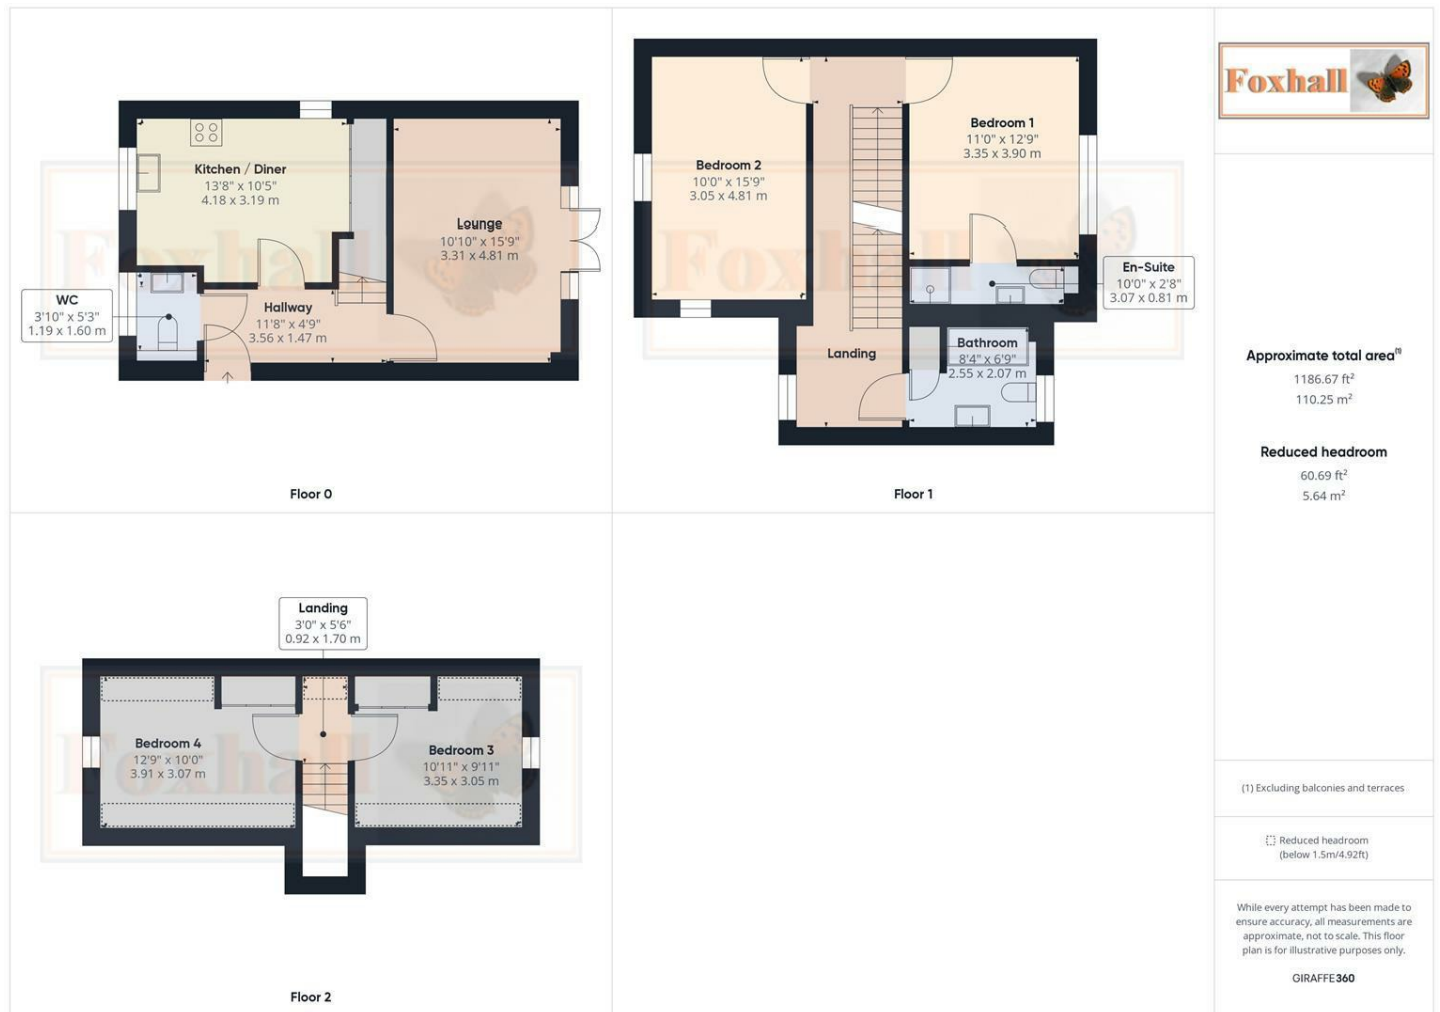 Kitchen / Diner
13'8" x 10'5"
4.18 x 3.19 m
Lounge
10'10" x 15'9"
3.31 x 4.81 m
WC
3'10" x 5'3"
1.19 x 1.60 m
Hallway
11'8" x 4'9"
3.56 x 1.47 m
Foxhall
Floor 0
Bedroom 2
10'0" x 15'9"
3.05 x 4.81 m
Bedroom 1
11'0" x 12'9"
3.35 x 3.90 m
En-Suite
10'0" x 2'8"
3.07 x 0.81 m
Landing
Bathroom
8'4" x 6'9"
2.55 x 2.07 m
Foxhall
Floor 1
Landing
3'0" x 5'6"
0.92 x 1.70 m
Bedroom 4
12'9" x 10'0"
3.91 x 3.07 m
Bedroom 3
10'11" x 9'11"
3.35 x 3.05 m
Foxhall
Floor 2
Foxhall
Approximate total area(1)
1186.67 ft²
110.25 m²
Reduced headroom
60.69 ft²
5.64 m²
(1) Excluding balconies and terraces
Reduced headroom
(below 1.5m/4.92ft)
While every attempt has been made to
ensure accuracy, all measurements are
approximate, not to scale. This floor
plan is for illustrative purposes only.
GIRAFFE360